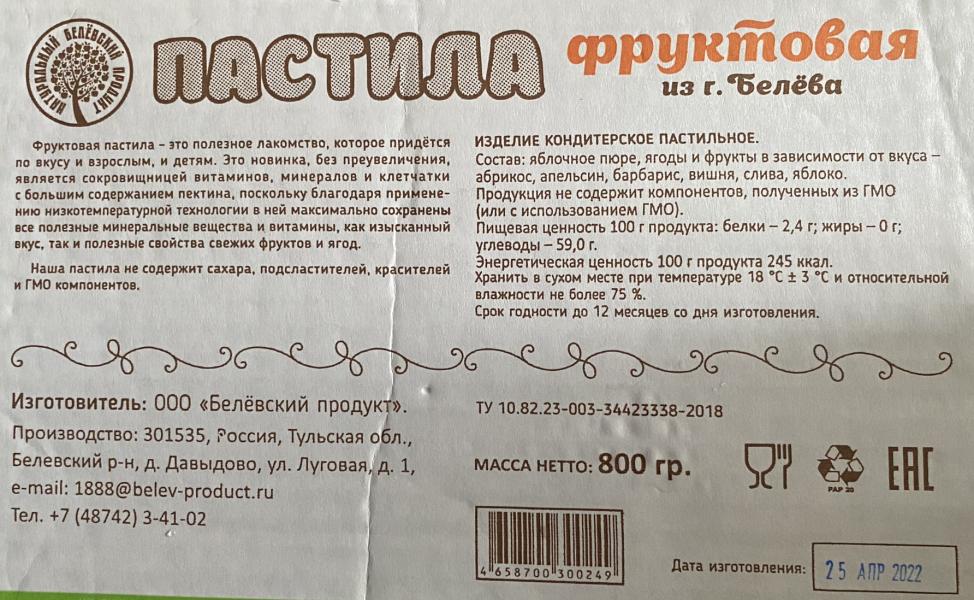 НАТУРАЛЬНЫЙ БЕЛЁВСКИЙ ПРОДУКТ
ПАСТИЛА фруктовая
из г. Белёва
Фруктовая пастила – это полезное лакомство, которое придётся
по вкусу и взрослым, и детям. Это новинка, без преувеличения,
является сокровищницей витаминов, минералов и клетчатки
с большим содержанием пектина, поскольку благодаря примене-
нию низкотемпературной технологии в ней максимально сохранены
все полезные минеральные вещества и витамины, как изысканный
вкус, так и полезные свойства свежих фруктов и ягод.
Наша пастила не содержит сахара, подсластителей, красителей
и ГМО компонентов.
ИЗДЕЛИЕ КОНДИТЕРСКОЕ ПАСТИЛЬНОЕ.
Состав: яблочное пюре, ягоды и фрукты в зависимости от вкуса –
абрикос, апельсин, барбарис, вишня, слива, яблоко.
Продукция не содержит компонентов, полученных из ГМО
(или с использованием ГМО).
Пищевая ценность 100 г продукта: белки – 2,4 г; жиры – 0 г;
углеводы – 59,0 г.
Энергетическая ценность 100 г продукта 245 ккал.
Хранить в сухом месте при температуре 18 °С ± 3 °С и относительной
влажности не более 75 %.
Срок годности до 12 месяцев со дня изготовления.
Изготовитель: ООО «Белёвский продукт».
Производство: 301535, Россия, Тульская обл.,
Белевский р-н, д. Давыдово, ул. Луговая, д. 1,
e-mail: 1888@belev-product.ru
Тел. +7 (48742) 3-41-02
ТУ 10.82.23-003-34423338-2018
МАССА НЕТТО: 800 гр.
PAP 20
ЕАС
4 658700 300249
Дата изготовления: 25 АПР 2022